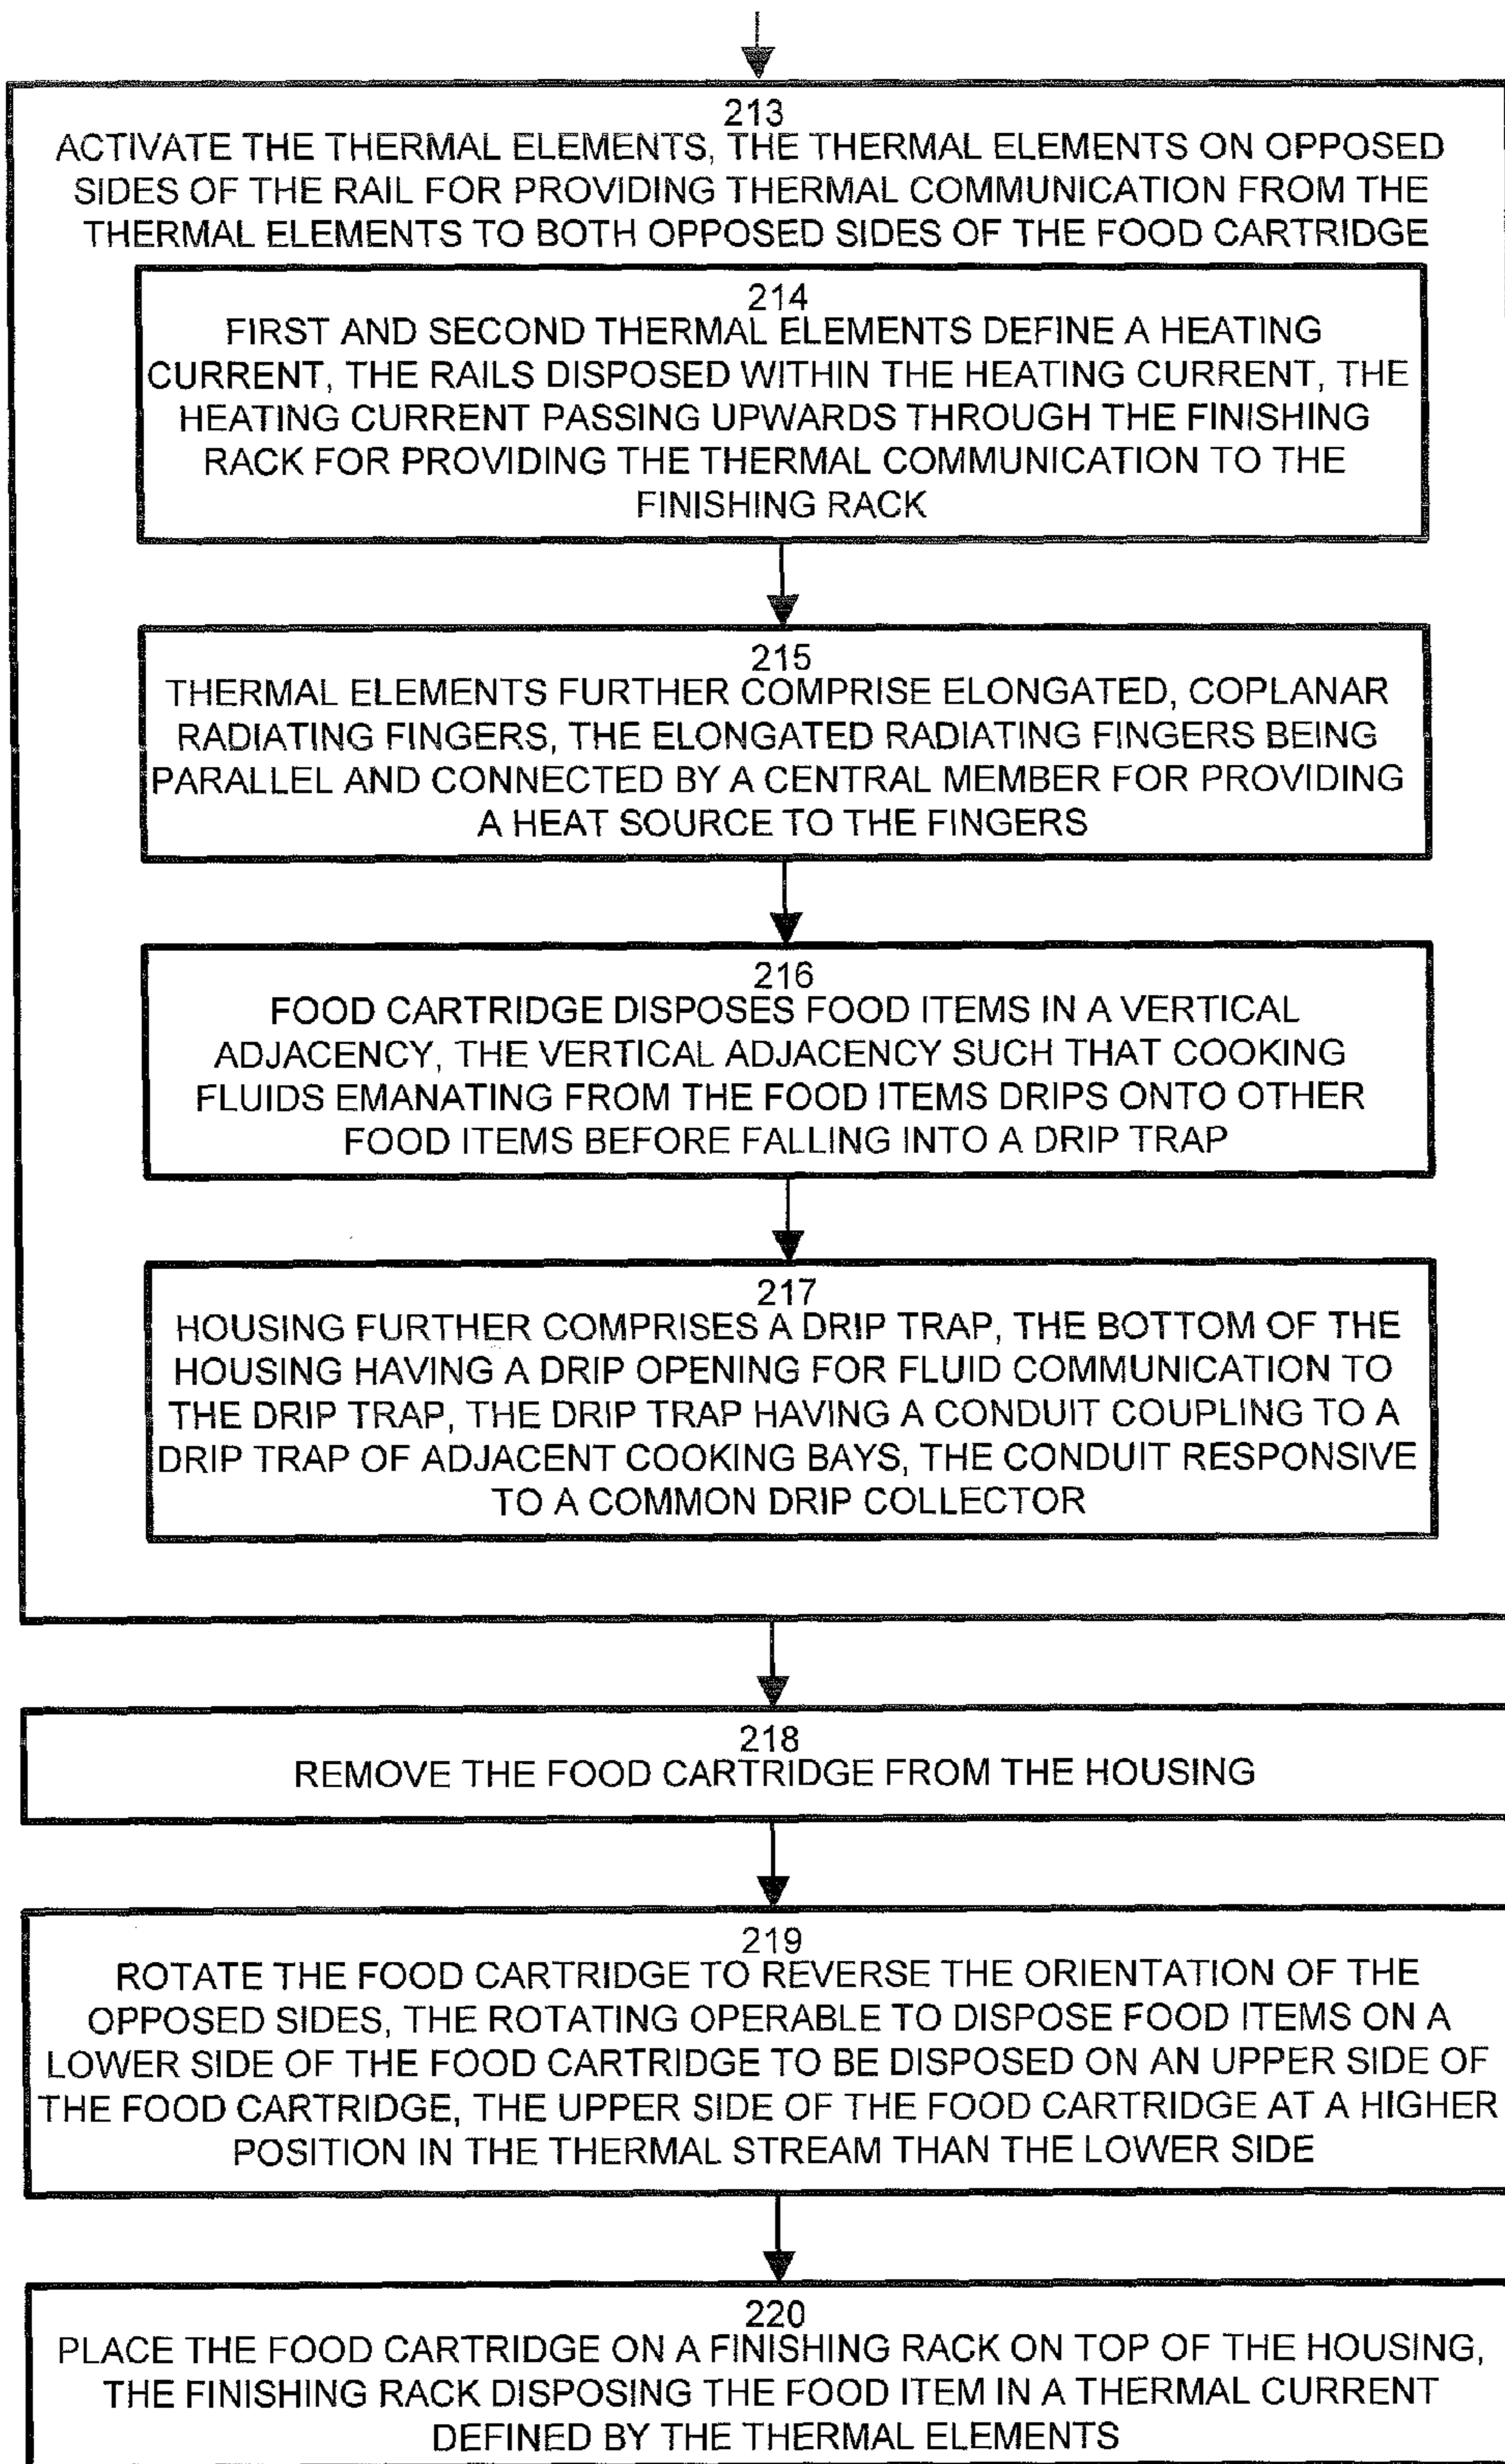 213
ACTIVATE THE THERMAL ELEMENTS, THE THERMAL ELEMENTS ON OPPOSED
SIDES OF THE RAIL FOR PROVIDING THERMAL COMMUNICATION FROM THE
THERMAL ELEMENTS TO BOTH OPPOSED SIDES OF THE FOOD CARTRIDGE
214
FIRST AND SECOND THERMAL ELEMENTS DEFINE A HEATING
CURRENT, THE RAILS DISPOSED WITHIN THE HEATING CURRENT, THE
HEATING CURRENT PASSING UPWARDS THROUGH THE FINISHING
RACK FOR PROVIDING THE THERMAL COMMUNICATION TO THE
FINISHING RACK
215
THERMAL ELEMENTS FURTHER COMPRISE ELONGATED, COPLANAR
RADIATING FINGERS, THE ELONGATED RADIATING FINGERS BEING
PARALLEL AND CONNECTED BY A CENTRAL MEMBER FOR PROVIDING
A HEAT SOURCE TO THE FINGERS
216
FOOD CARTRIDGE DISPOSES FOOD ITEMS IN A VERTICAL
ADJACENCY, THE VERTICAL ADJACENCY SUCH THAT COOKING
FLUIDS EMANATING FROM THE FOOD ITEMS DRIPS ONTO OTHER
FOOD ITEMS BEFORE FALLING INTO A DRIP TRAP
217
HOUSING FURTHER COMPRISES A DRIP TRAP, THE BOTTOM OF THE
HOUSING HAVING A DRIP OPENING FOR FLUID COMMUNICATION TO
THE DRIP TRAP, THE DRIP TRAP HAVING A CONDUIT COUPLING TO A
DRIP TRAP OF ADJACENT COOKING BAYS, THE CONDUIT RESPONSIVE
TO A COMMON DRIP COLLECTOR
218
REMOVE THE FOOD CARTRIDGE FROM THE HOUSING
219
ROTATE THE FOOD CARTRIDGE TO REVERSE THE ORIENTATION OF THE
OPPOSED SIDES, THE ROTATING OPERABLE TO DISPOSE FOOD ITEMS ON A
LOWER SIDE OF THE FOOD CARTRIDGE TO BE DISPOSED ON AN UPPER SIDE OF
THE FOOD CARTRIDGE, THE UPPER SIDE OF THE FOOD CARTRIDGE AT A HIGHER
POSITION IN THE THERMAL STREAM THAN THE LOWER SIDE
220
PLACE THE FOOD CARTRIDGE ON A FINISHING RACK ON TOP OF THE HOUSING,
THE FINISHING RACK DISPOSING THE FOOD ITEM IN A THERMAL CURRENT
DEFINED BY THE THERMAL ELEMENTS